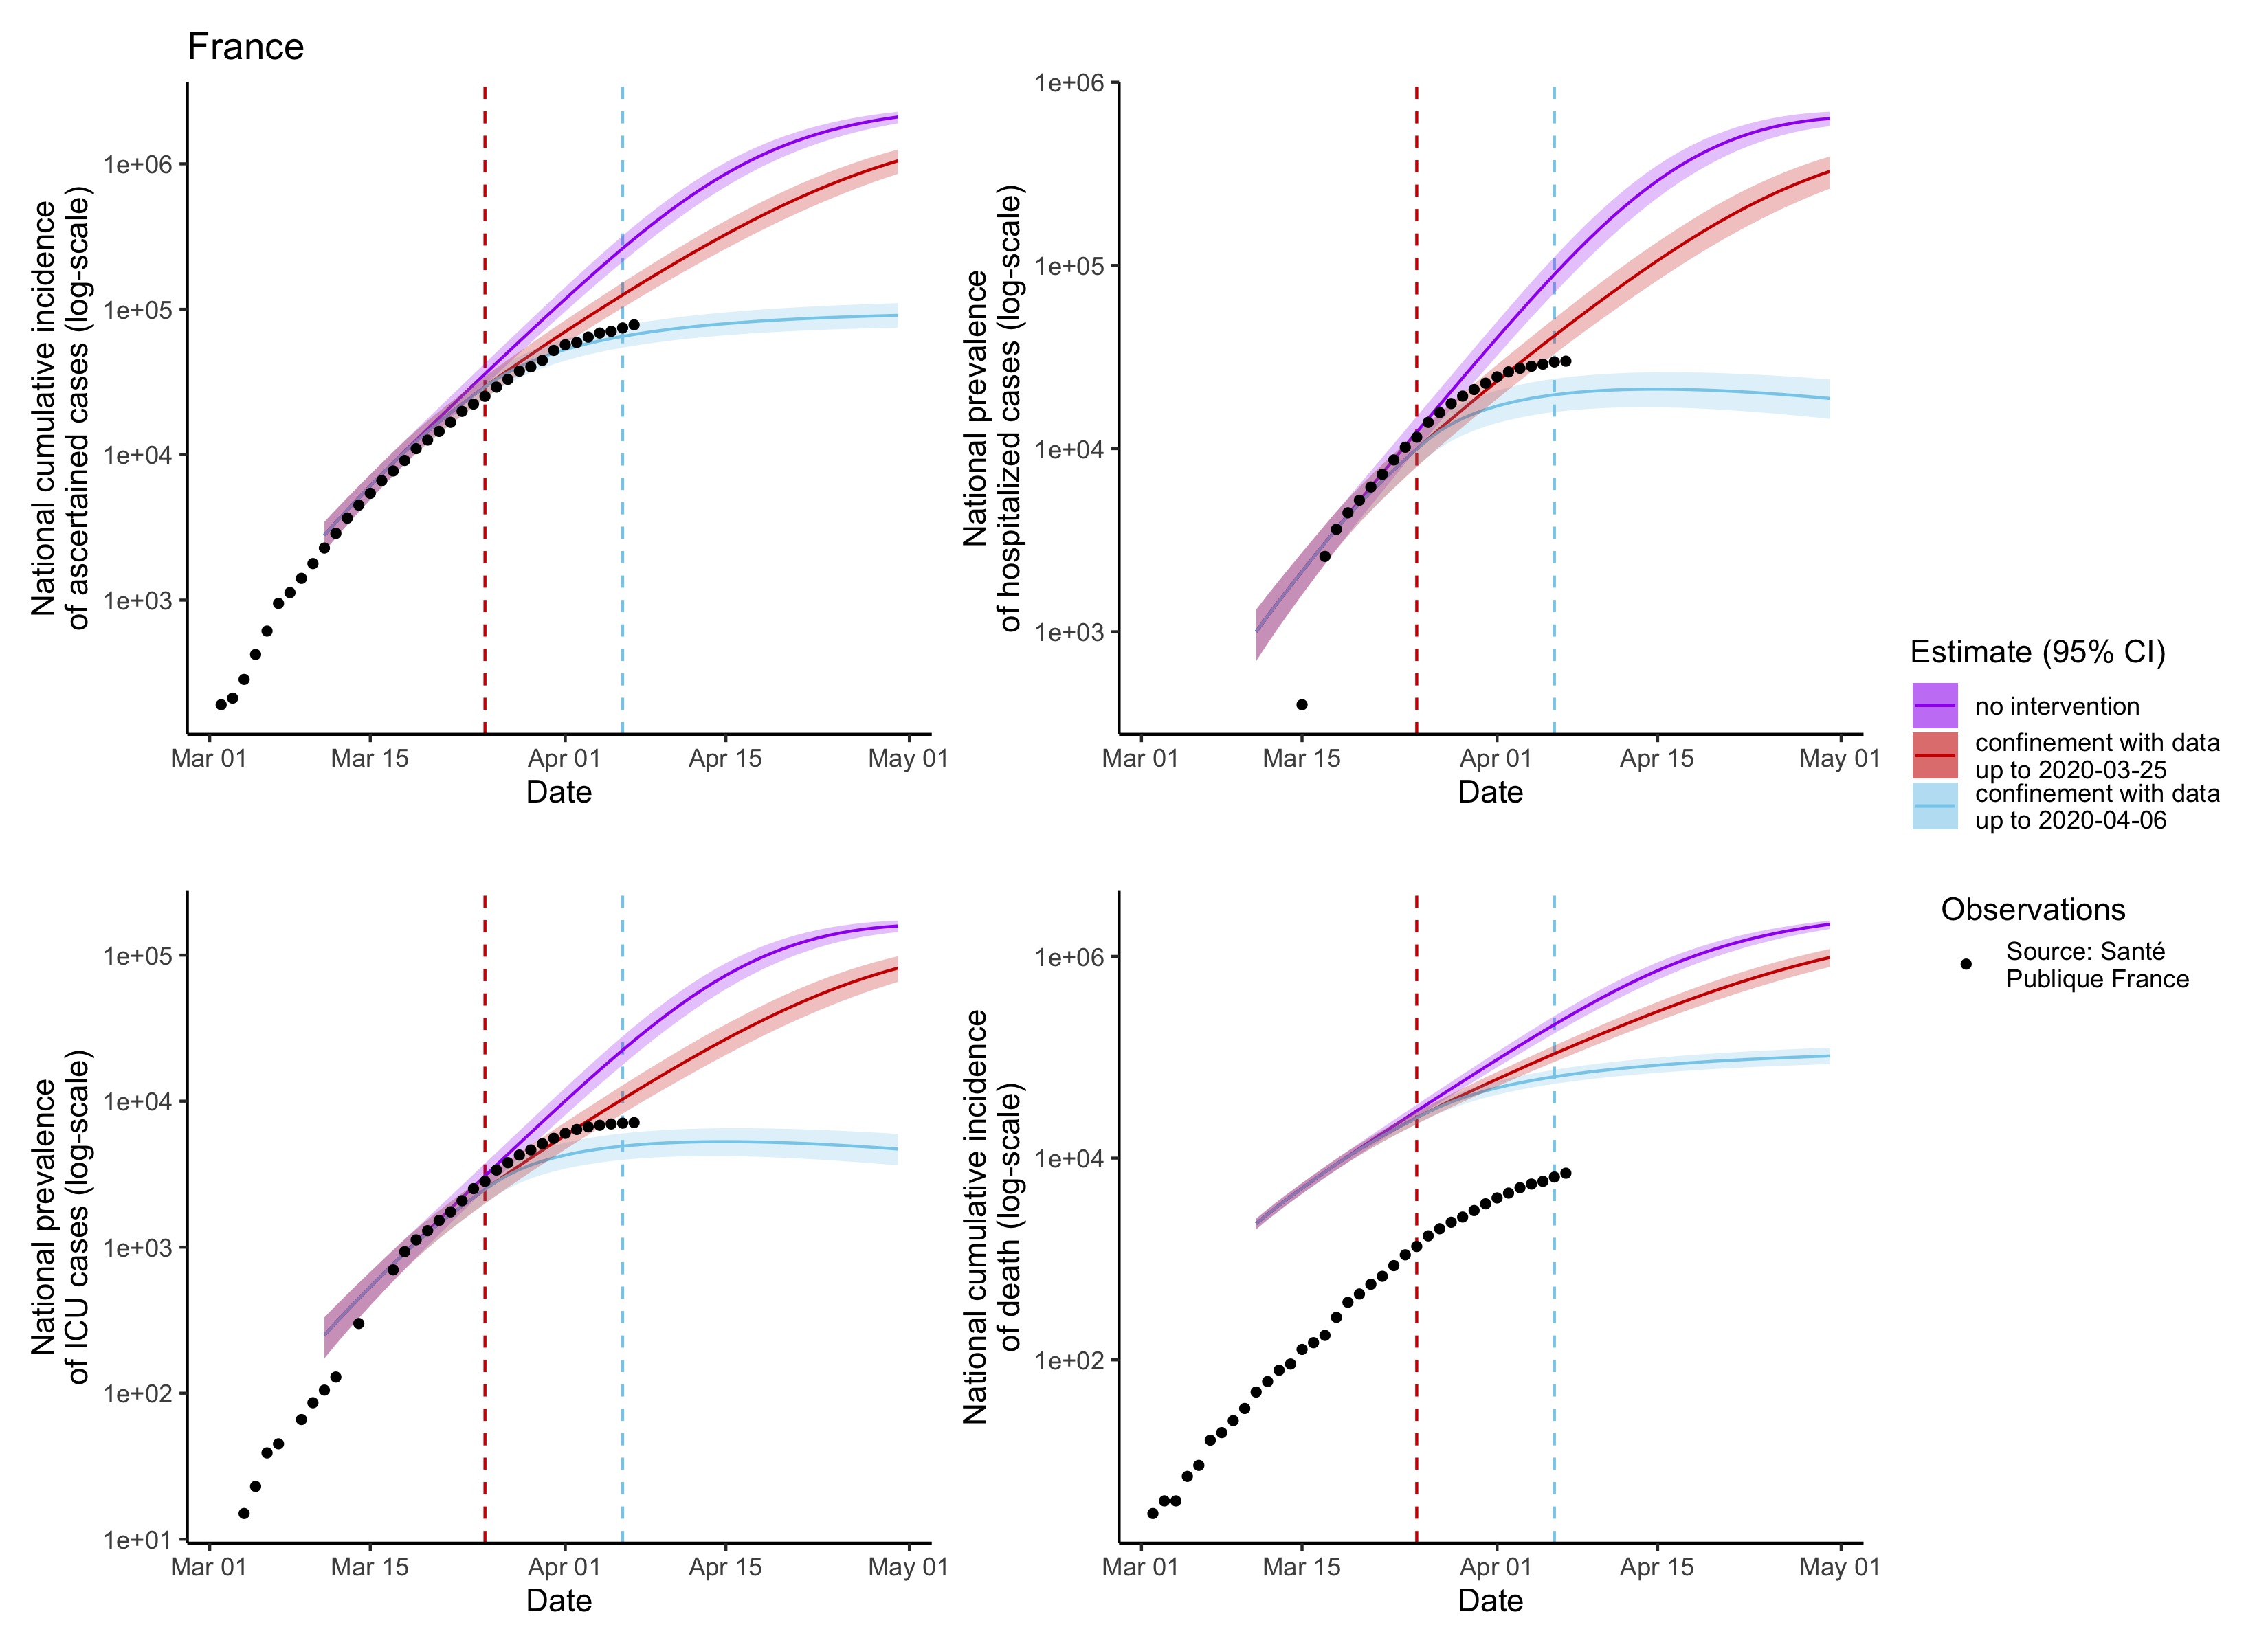 France
National cumulative incidence
of ascertained cases (log-scale)
1e+06
1e+05
1e+04
1e+03
Mar 01
Mar 15
Apr 01
Apr 15
May 01
Date
National prevalence
of hospitalized cases (log-scale)
1e+06
1e+05
1e+04
1e+03
Mar 01
Mar 15
Apr 01
Apr 15
May 01
Date
Estimate (95% CI)
no intervention
confinement with data
up to 2020-03-25
confinement with data
up to 2020-04-06
National prevalence
of ICU cases (log-scale)
1e+05
1e+04
1e+03
1e+02
1e+01
Mar 01
Mar 15
Apr 01
Apr 15
May 01
Date
National cumulative incidence
of death (log-scale)
1e+06
1e+04
1e+02
Mar 01
Mar 15
Apr 01
Apr 15
May 01
Date
Observations
Source: Santé
Publique France